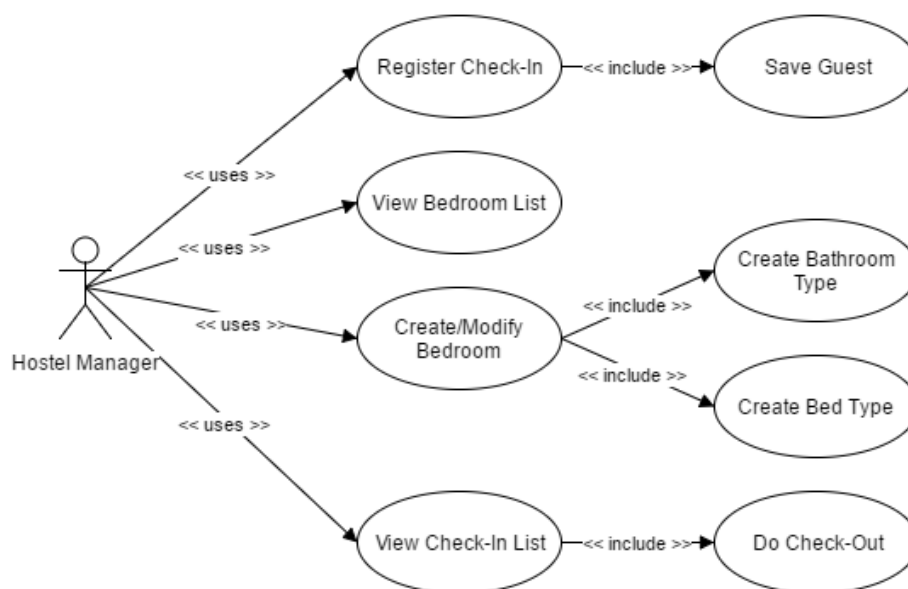 Register Check-In
<< include >>
Save Guest
<< uses >>
View Bedroom List
<< uses >>
Hostel Manager
<< uses >>
Create/Modify
Bedroom
<< include >>
Create Bathroom
Type
<< include >>
Create Bed Type
<< uses >>
View Check-In List
<< include >>
Do Check-Out